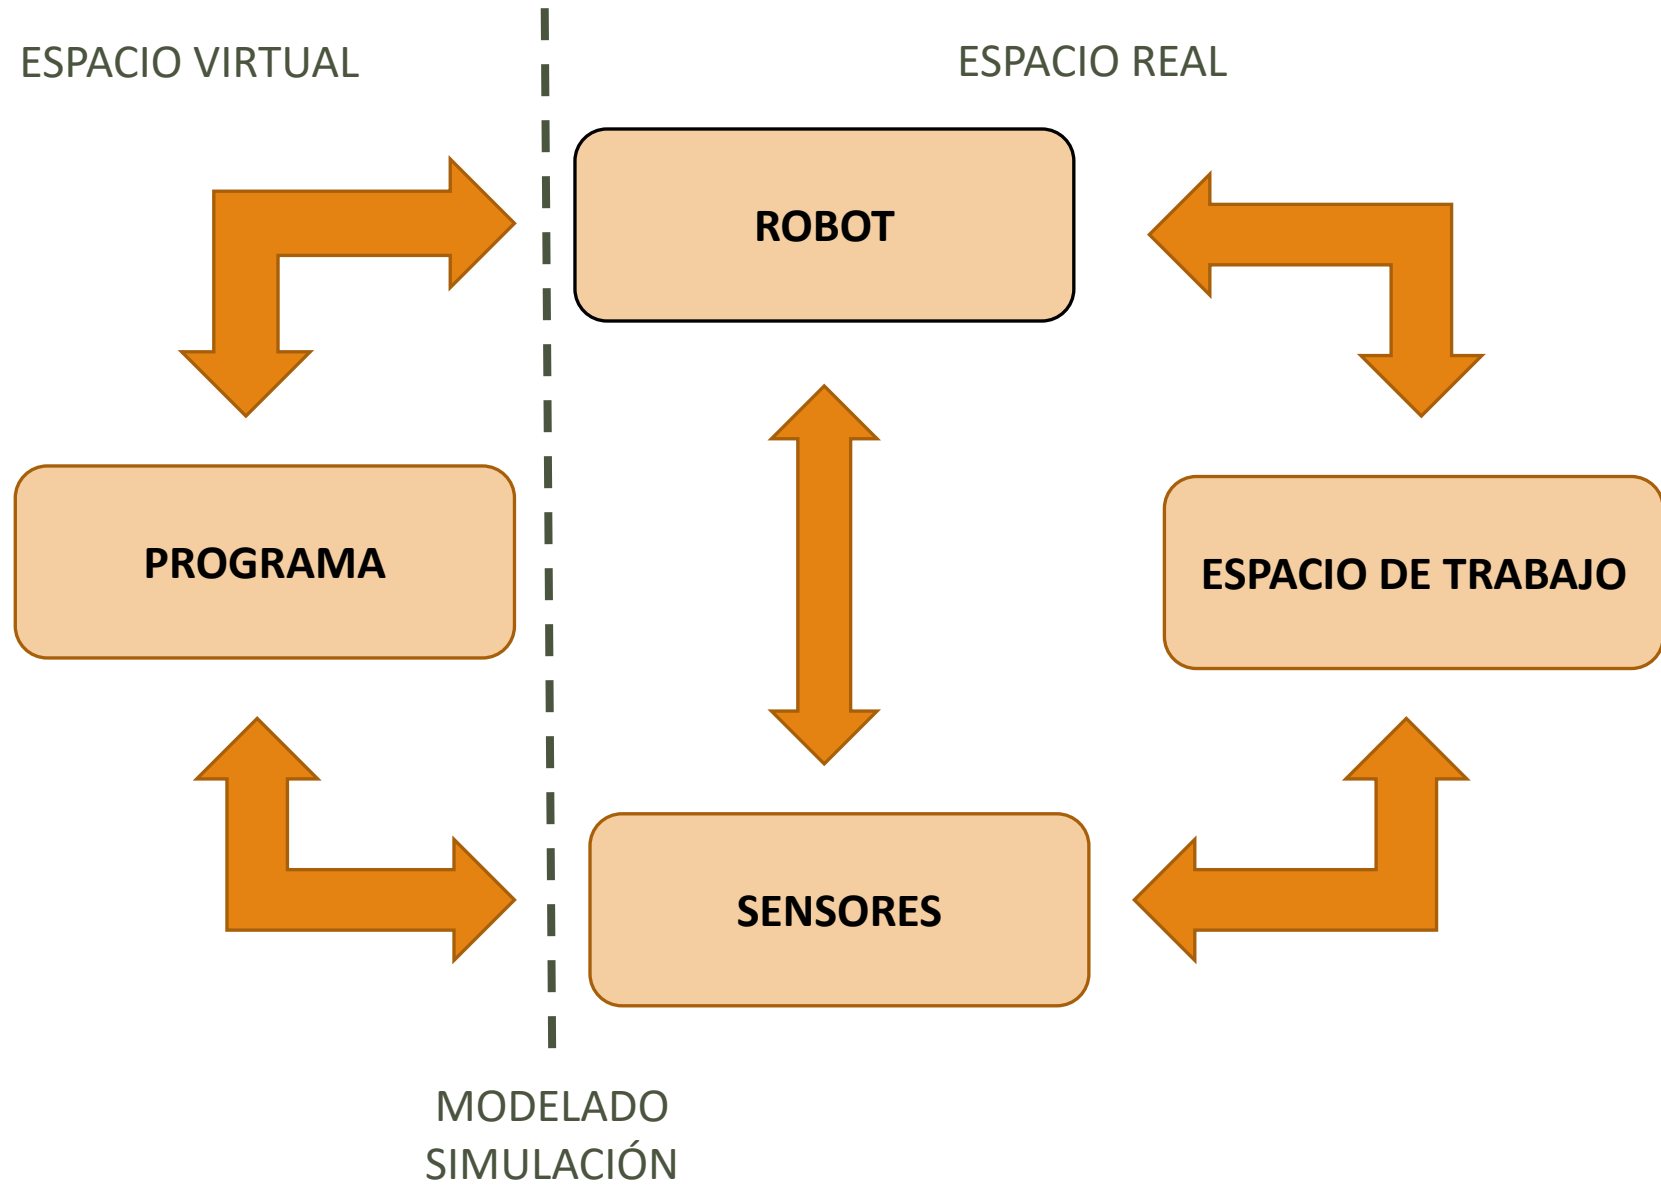 ESPACIO VIRTUAL
ESPACIO REAL
ROBOT
PROGRAMA
ESPACIO DE TRABAJO
SENSORES
MODELADO
SIMULACIÓN